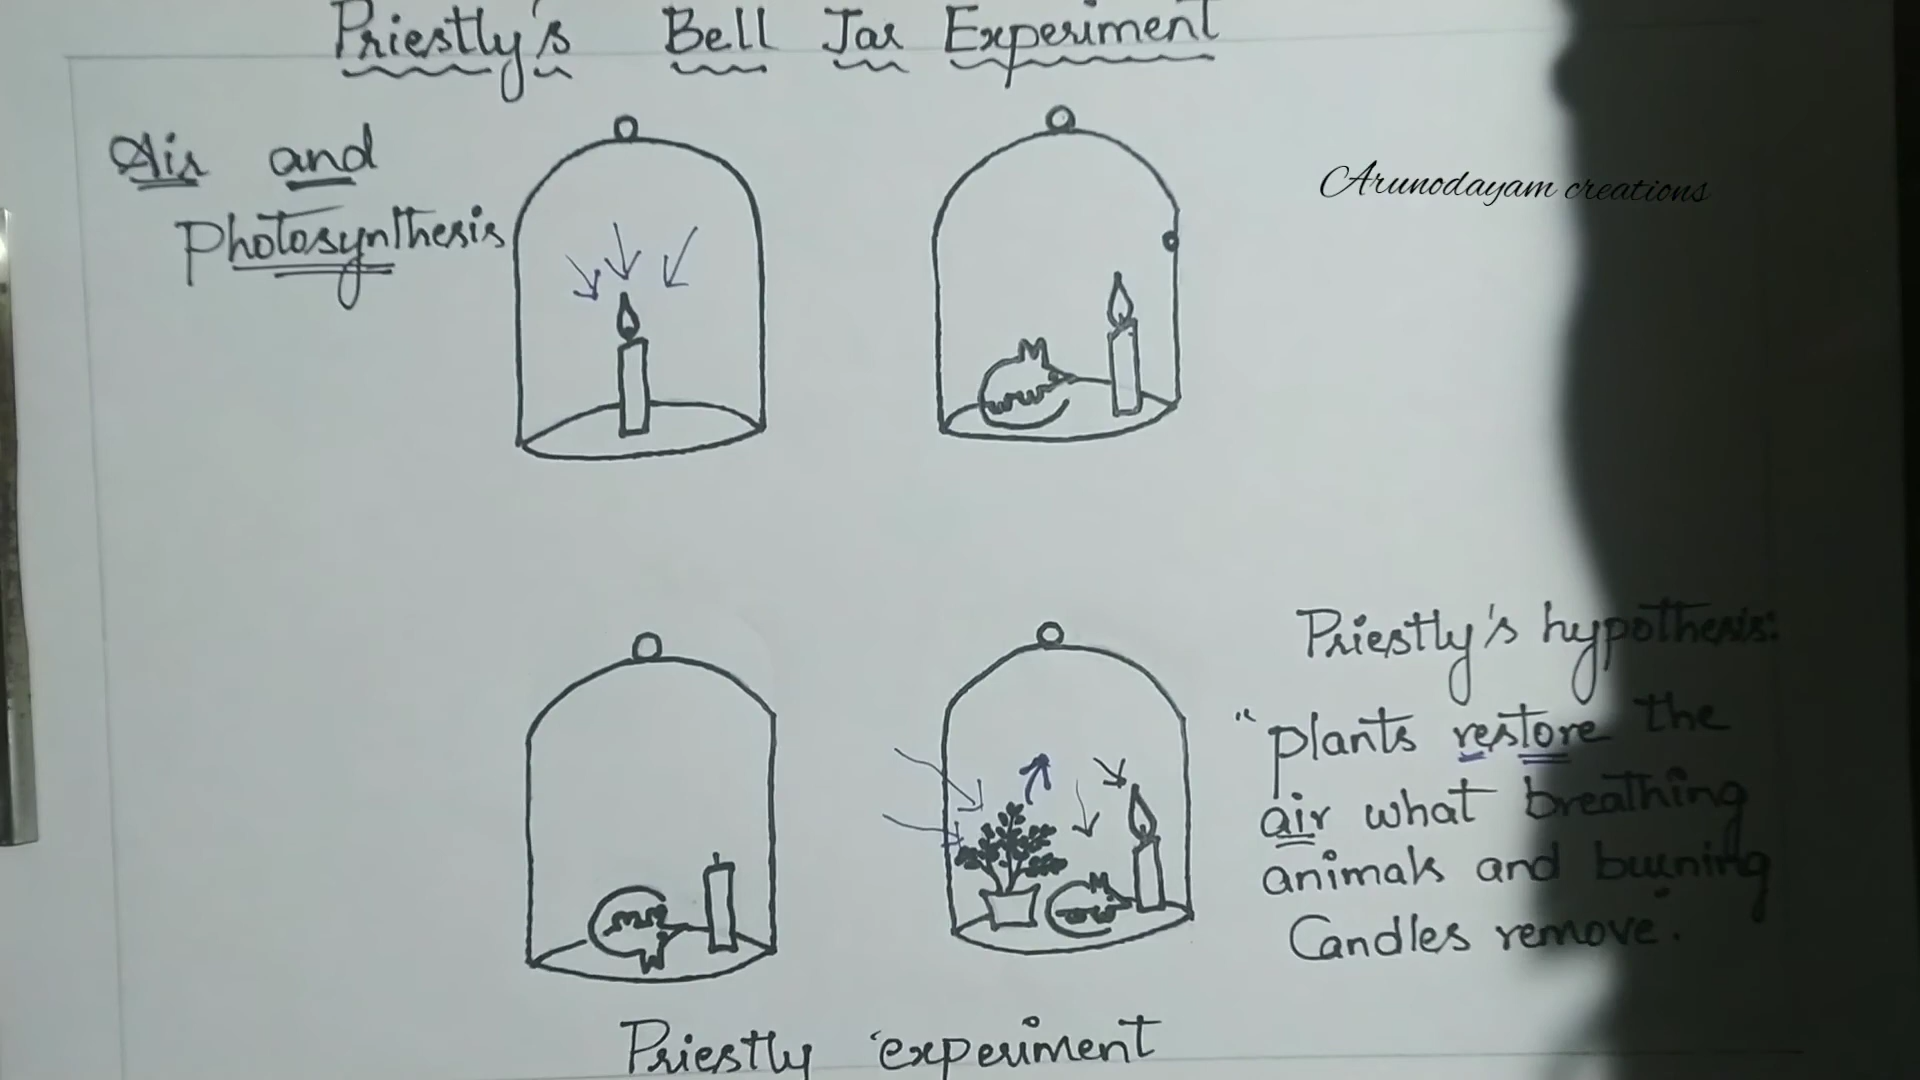 Priestly's Bell Jar Experiment
Air and
Photosynthesis
Arunodayam creations
Priestly's hypothesis:
"plants restore the
air what breathing
animals and burning
Candles remove.
Priestly experiment